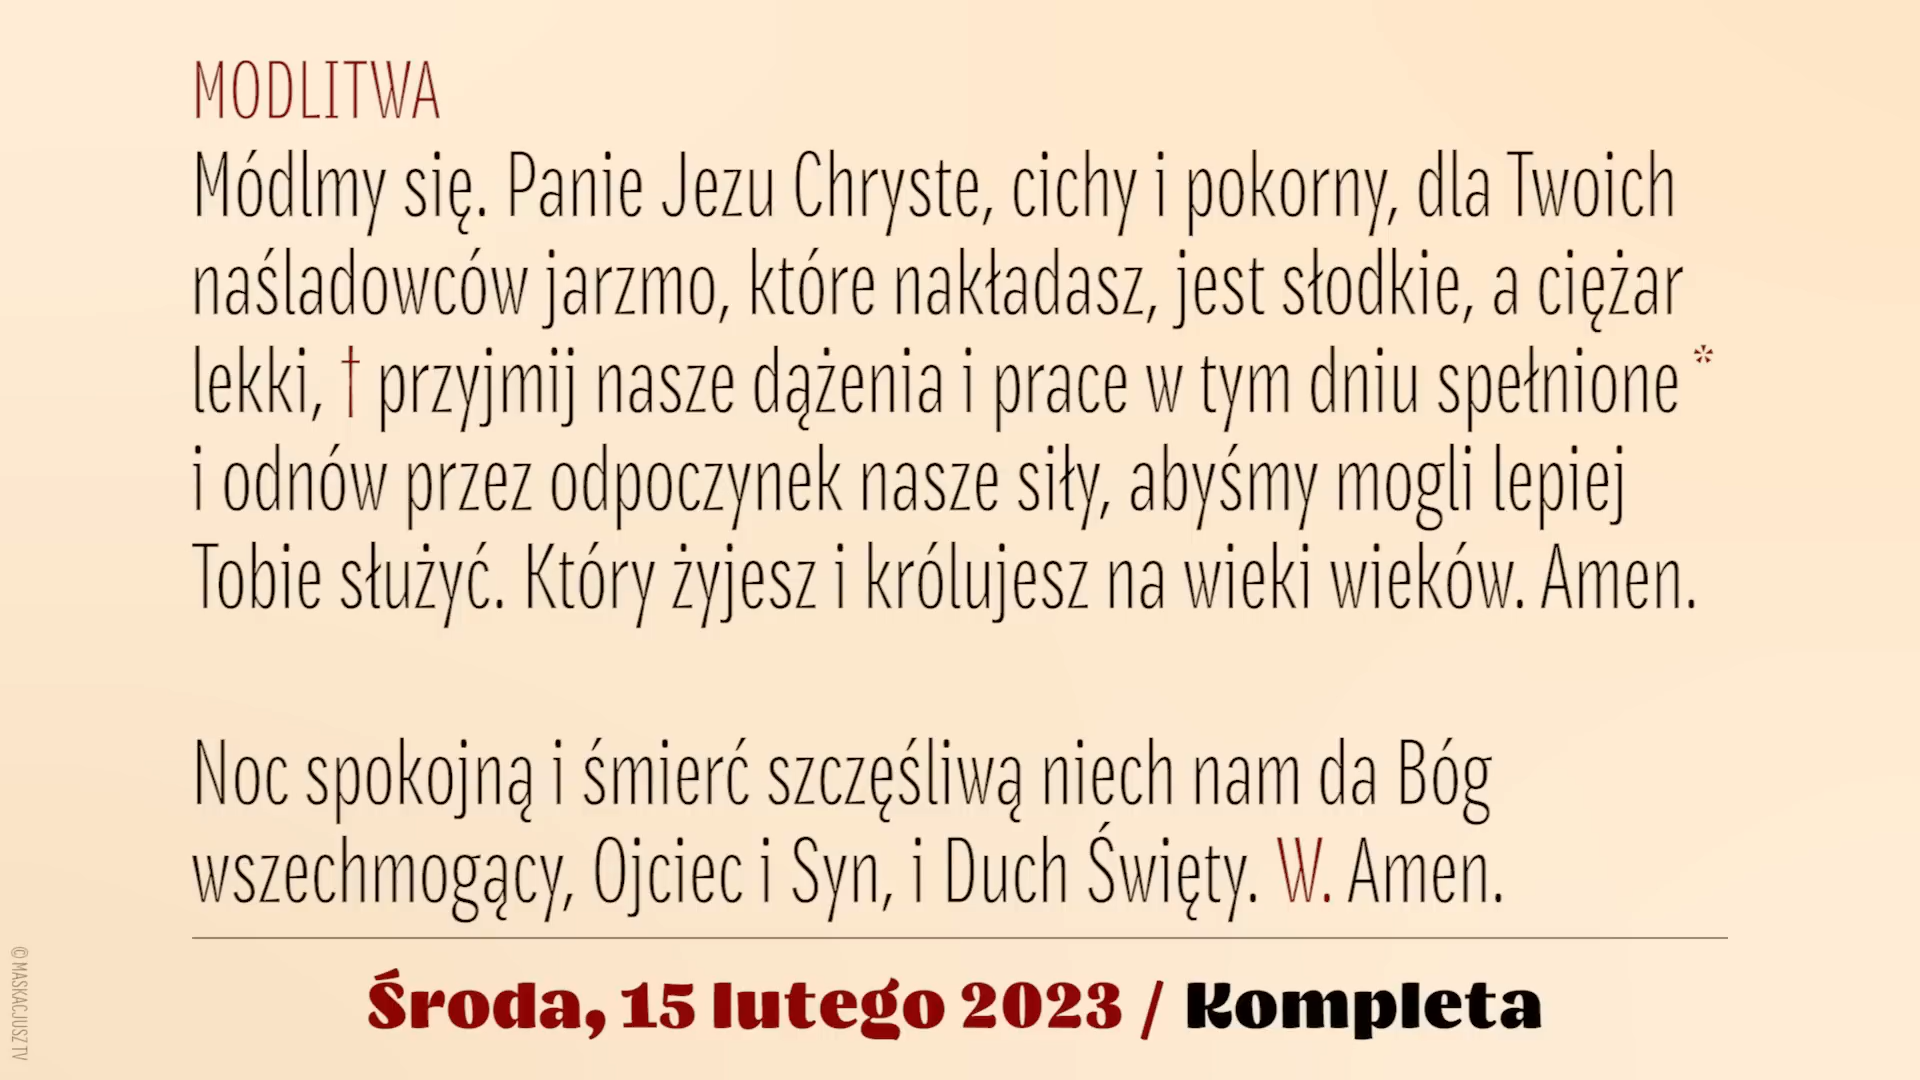 MODLITWA
Módlmy się. Panie Jezu Chryste, cichy i pokorny, dla Twoich
naśladowców jarzmo, które nakładasz, jest słodkie, a ciężar
lekki, † przyjmij nasze dążenia i prace w tym dniu spełnione *
i odnów przez odpoczynek nasze siły, abyśmy mogli lepiej
Tobie służyć. Który żyjesz i królujesz na wieki wieków. Amen.
Noc spokojną i śmierć szczęśliwą niech nam da Bóg
wszechmogący, Ojciec i Syn, i Duch Święty. W. Amen.
Środa, 15 lutego 2023 / Kompleta
© MASKACJUSZ TV